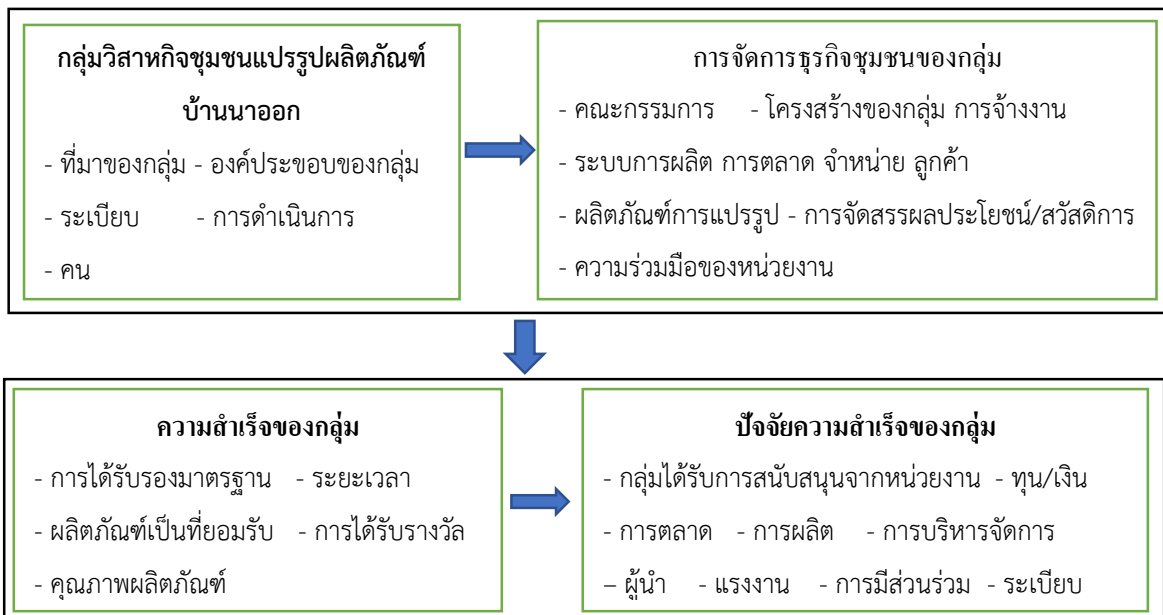 กลุ่มวิสาหกิจชุมชนแปรรูปผลิตภัณฑ์
บ้านนาออก
- ที่มาของกลุ่ม - องค์ประขอบของกลุ่ม
- ระเบียบ - การดำเนินการ
- คน
การจัดการธุรกิจชุมชนของกลุ่ม
- คณะกรรมการ - โครงสร้างของกลุ่ม การจ้างงาน
- ระบบการผลิต การตลาด จำหน่าย ลูกค้า
- ผลิตภัณฑ์การแปรรูป - การจัดสรรผลประโยชน์/สวัสดิการ
- ความร่วมมือของหน่วยงาน
ความสำเร็จของกลุ่ม
- การได้รับรองมาตรฐาน - ระยะเวลา
- ผลิตภัณฑ์เป็นที่ยอมรับ - การได้รับรางวัล
- คุณภาพผลิตภัณฑ์
ปัจจัยความสำเร็จของกลุ่ม
- กลุ่มได้รับการสนับสนุนจากหน่วยงาน - ทุน/เงิน
- การตลาด - การผลิต - การบริหารจัดการ
– ผู้นำ - แรงงาน - การมีส่วนร่วม - ระเบียบ